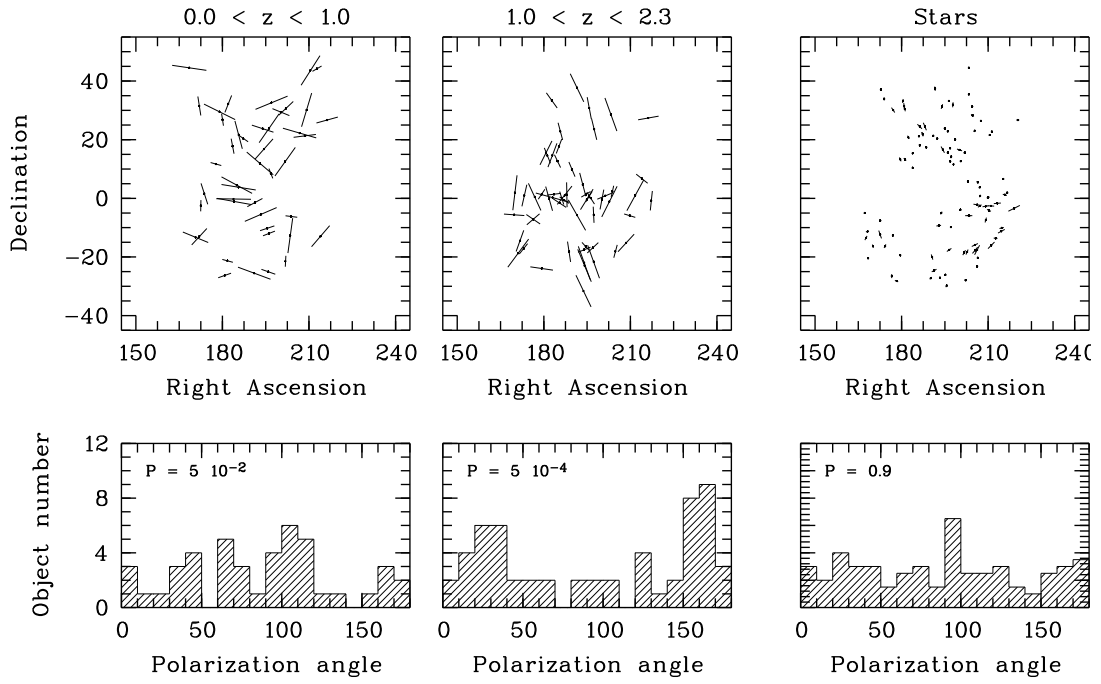 0.0 < z < 1.0 1.0 < z < 2.3 Stars
Declination
40
20
0
−20
−40
150 180 210 240 150 180 210 240 150 180 210 240
Right Ascension Right Ascension Right Ascension
Object number
12
8
4
0
P = 5 10⁻² P = 5 10⁻⁴ P = 0.9
0 50 100 150 0 50 100 150 0 50 100 150
Polarization angle Polarization angle Polarization angle